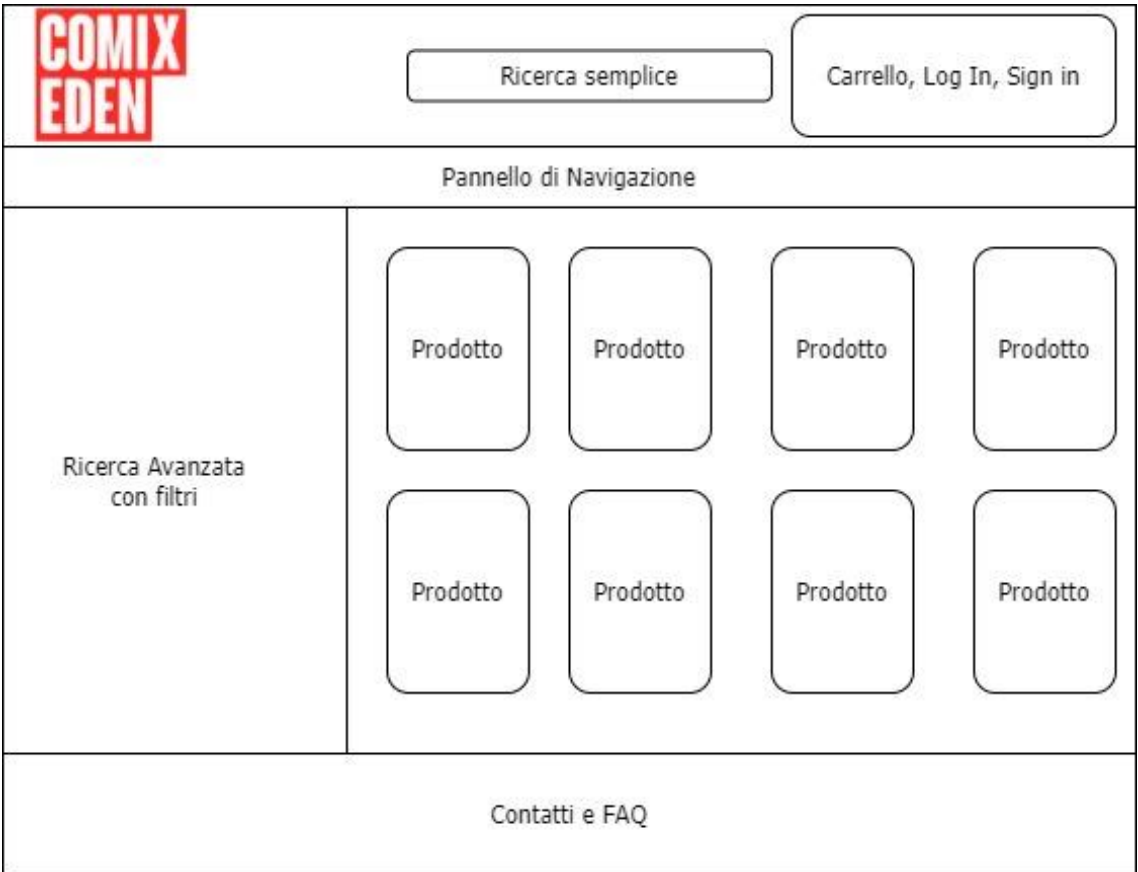 COMIX
EDEN
Ricerca semplice
Carrello, Log In, Sign in
Pannello di Navigazione
Ricerca Avanzata
con filtri
Prodotto
Prodotto
Prodotto
Prodotto
Prodotto
Prodotto
Prodotto
Prodotto
Contatti e FAQ